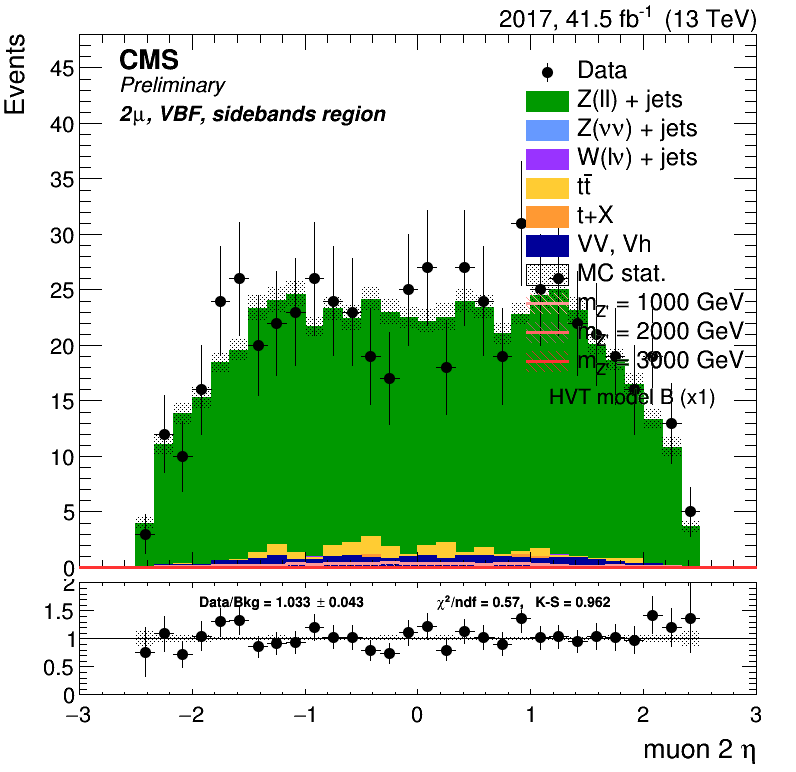 2017, 41.5 fb⁻¹ (13 TeV)
Events
CMS
Preliminary
2μ, VBF, sidebands region
Data
Z(ll) + jets
Z(νν) + jets
W(lν) + jets
tt̄
t+X
VV, Vh
MC stat.
m_Z' = 1000 GeV
m_Z' = 2000 GeV
m_Z' = 3000 GeV
HVT model B (x1)
45
40
35
30
25
20
15
10
5
0
Data/Bkg = 1.033 ± 0.043 χ²/ndf = 0.57, K-S = 0.962
2
1.5
1
0.5
0
−3 −2 −1 0 1 2 3
muon 2 η